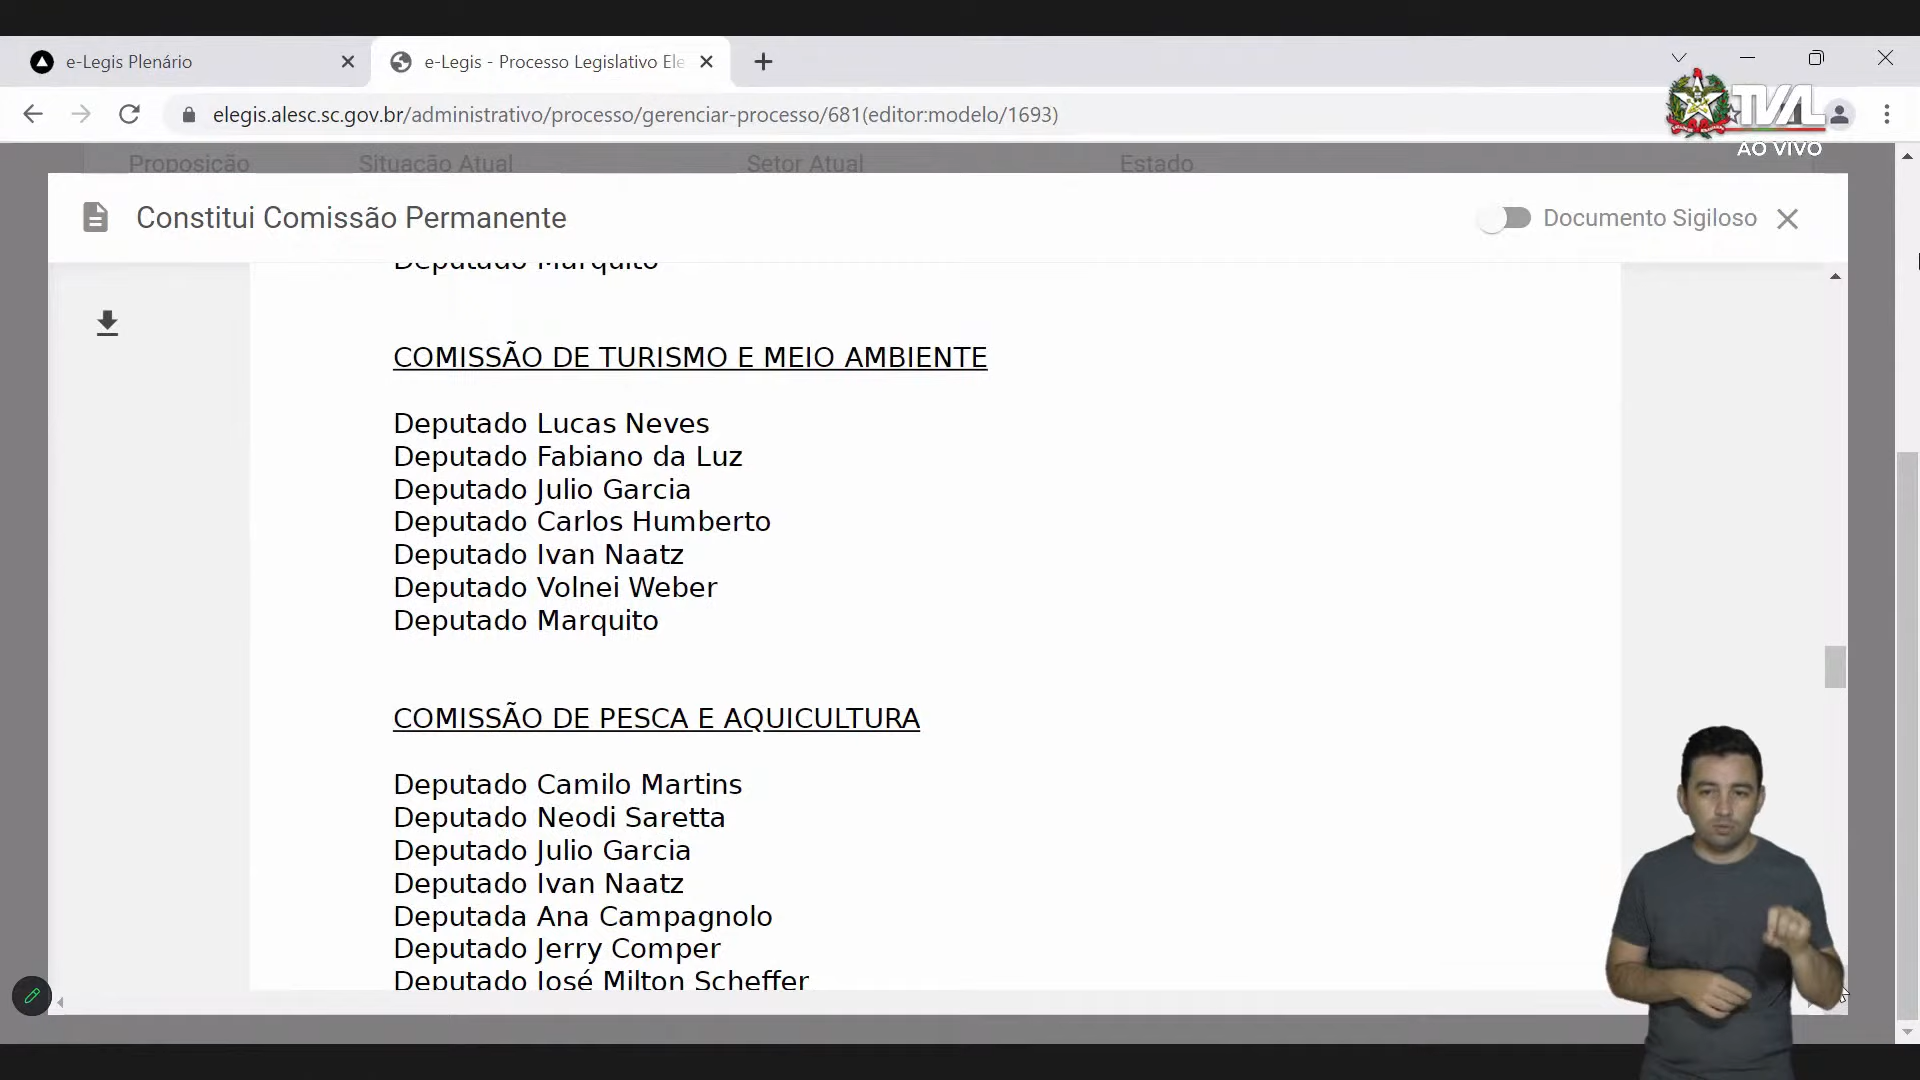 e-Legis Plenário
e-Legis - Processo Legislativo Ele
elegis.alesc.sc.gov.br/administrativo/processo/gerenciar-processo/681(editor:modelo/1693)
TVAL
AO VIVO
Proposição Situação Atual Setor Atual Estado
Constitui Comissão Permanente
Documento Sigiloso
Deputado Marquito
COMISSÃO DE TURISMO E MEIO AMBIENTE
Deputado Lucas Neves
Deputado Fabiano da Luz
Deputado Julio Garcia
Deputado Carlos Humberto
Deputado Ivan Naatz
Deputado Volnei Weber
Deputado Marquito
COMISSÃO DE PESCA E AQUICULTURA
Deputado Camilo Martins
Deputado Neodi Saretta
Deputado Julio Garcia
Deputado Ivan Naatz
Deputada Ana Campagnolo
Deputado Jerry Comper
Deputado José Milton Scheffer